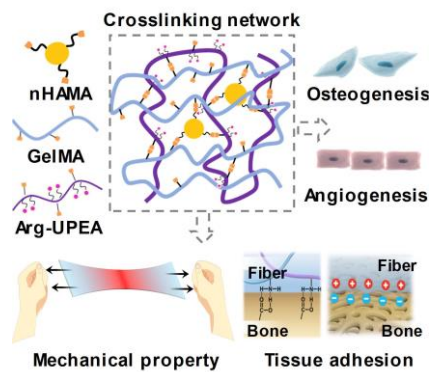 Crosslinking network
nHAMA
GelMA
Arg-UPEA
Osteogenesis
Angiogenesis
Fiber
H-N-H
O H
C O
H-N-H
O H
C O
Bone
Fiber
Bone
Mechanical property
Tissue adhesion